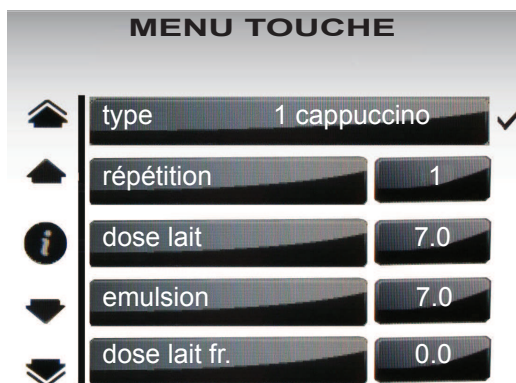 MENU TOUCHE
type 1 cappuccino
répétition 1
i
dose lait 7.0
emulsion 7.0
dose lait fr. 0.0